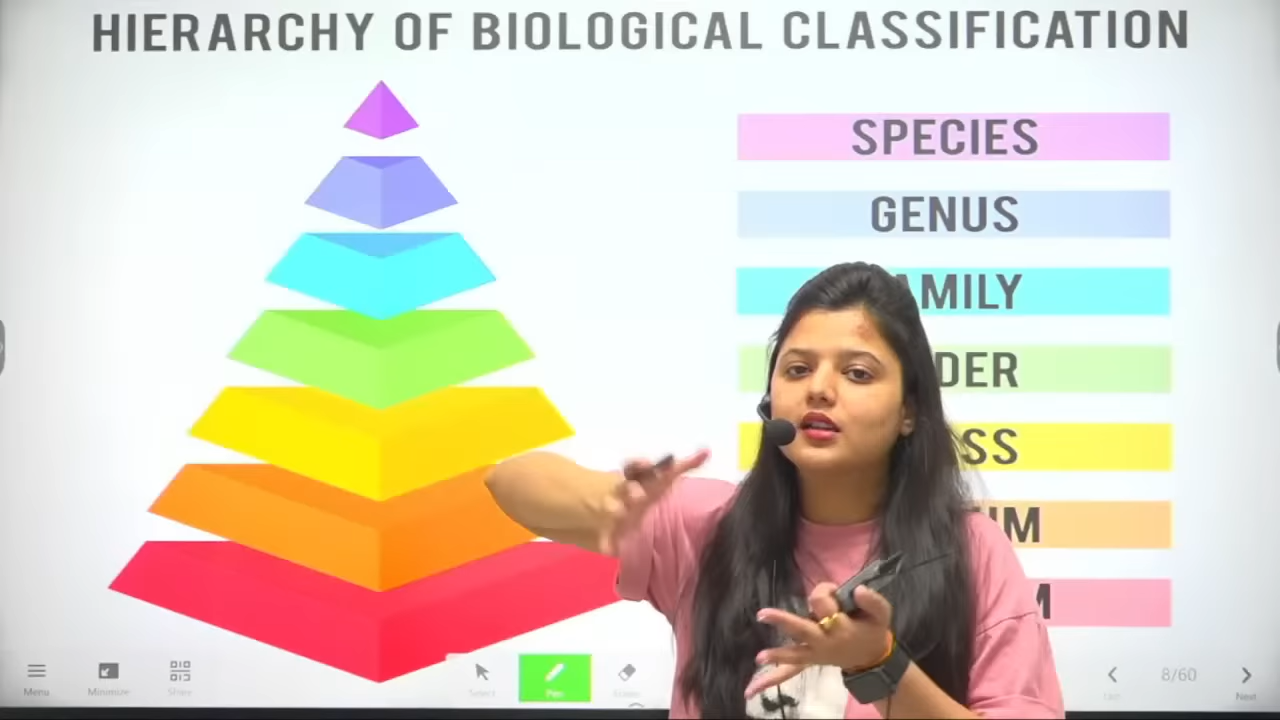 HIERARCHY OF BIOLOGICAL CLASSIFICATION
SPECIES
GENUS
AMILY
DER
SS
UM
M
Menu
Minimize
Share
Select
Pen
Eraser
8/60
Next